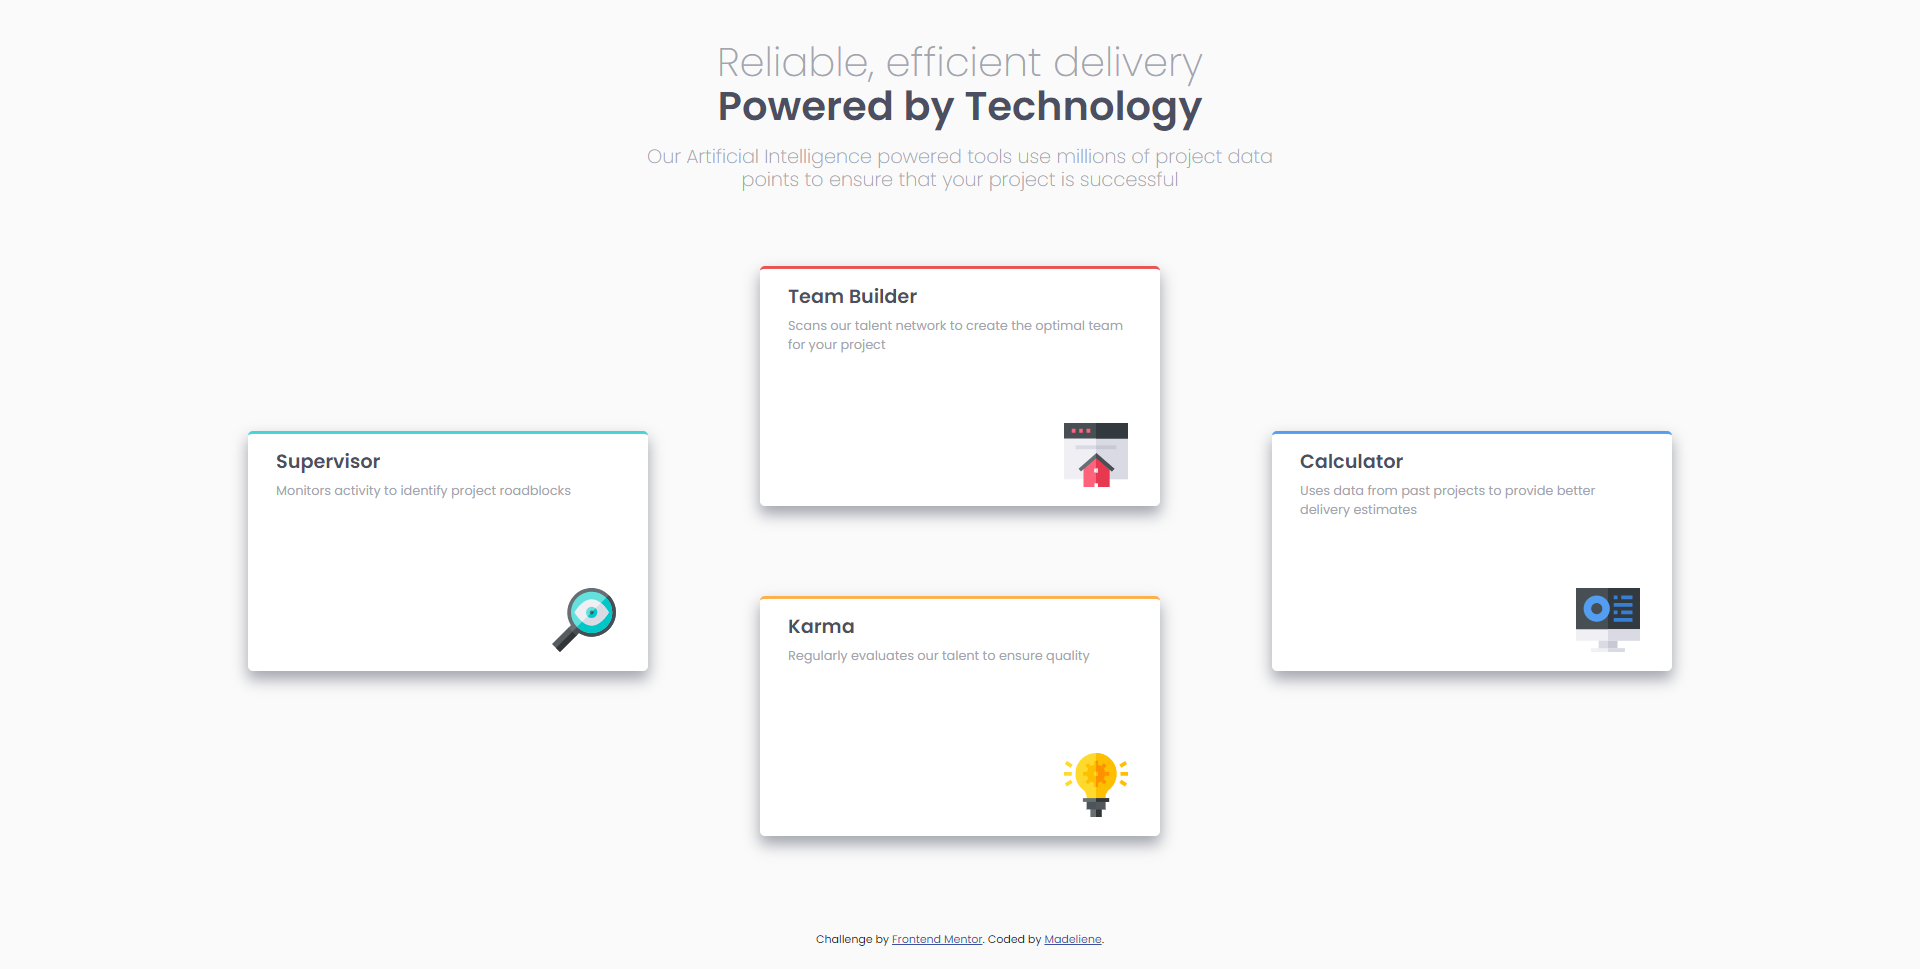 Reliable, efficient delivery
Powered by Technology
Our Artificial Intelligence powered tools use millions of project data
points to ensure that your project is successful
Team Builder
Scans our talent network to create the optimal team
for your project
Supervisor
Monitors activity to identify project roadblocks
Calculator
Uses data from past projects to provide better
delivery estimates
Karma
Regularly evaluates our talent to ensure quality
Challenge by Frontend Mentor. Coded by Madeliene.